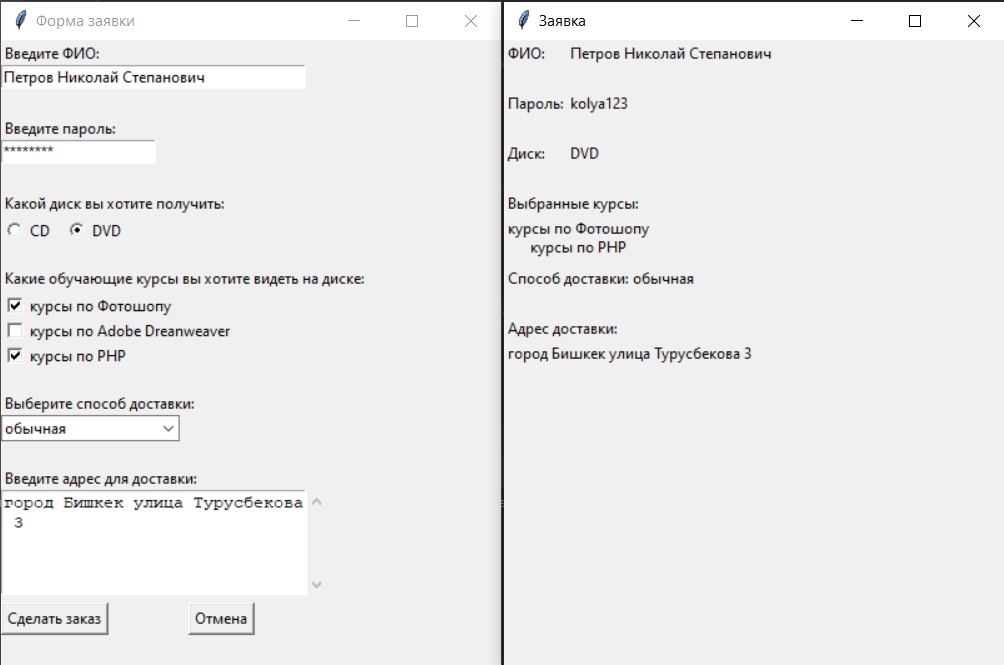 Форма заявки
Введите ФИО:
Петров Николай Степанович
Введите пароль:
********
Какой диск вы хотите получить:
CD DVD
Какие обучающие курсы вы хотите видеть на диске:
курсы по Фотошопу
курсы по Adobe Dreanweaver
курсы по PHP
Выберите способ доставки:
обычная
Введите адрес для доставки:
город Бишкек улица Турусбекова
3
Сделать заказ Отмена
Заявка
ФИО: Петров Николай Степанович
Пароль: kolya123
Диск: DVD
Выбранные курсы:
курсы по Фотошопу
курсы по PHP
Способ доставки: обычная
Адрес доставки:
город Бишкек улица Турусбекова 3